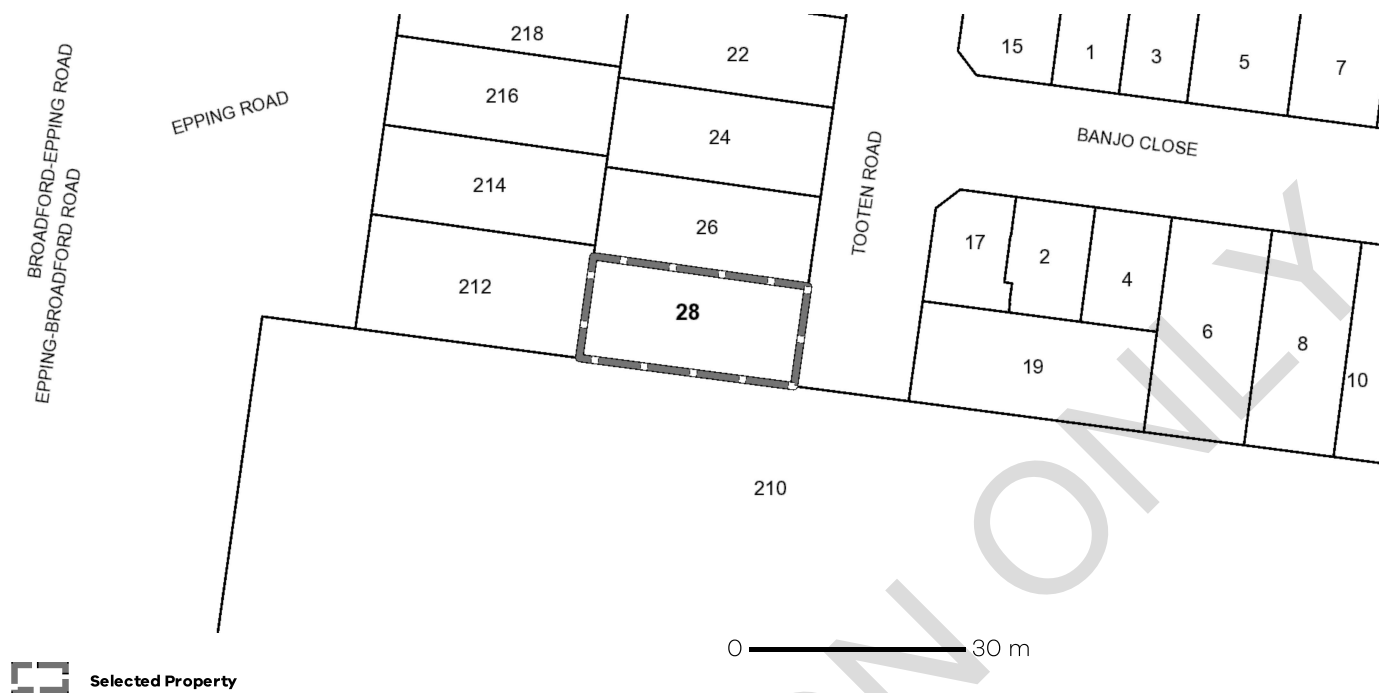 218
22
15
1
3
5
7
216
EPPING ROAD
24
BANJO CLOSE
BROADFORD-EPPING ROAD
EPPING-BROADFORD ROAD
TOOTEN ROAD
214
26
17
2
4
212
28
6
8
19
10
210
N ONLY
0 30 m
Selected Property